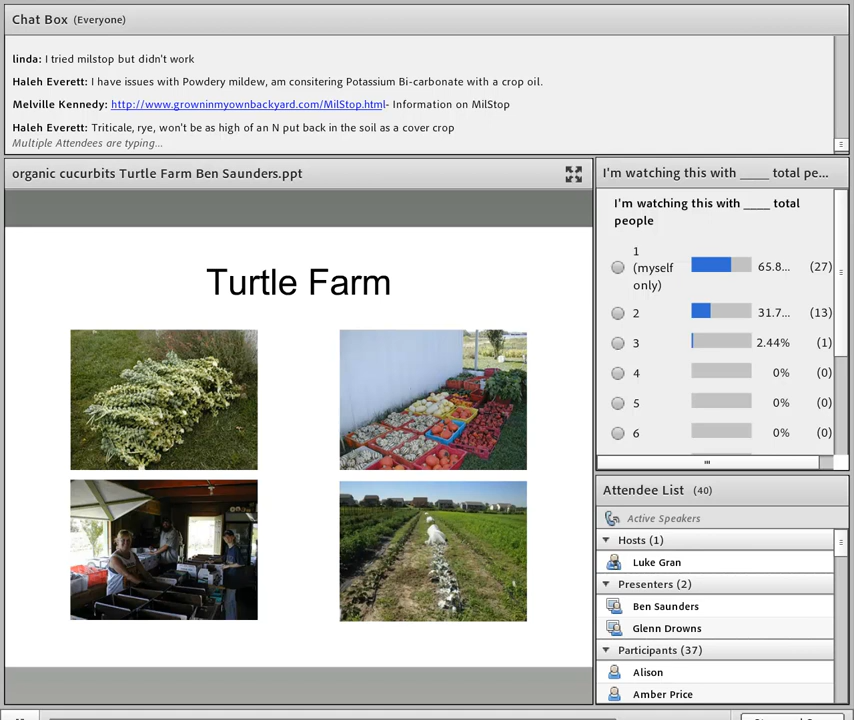 Chat Box (Everyone)
linda: I tried milstop but didn't work
Haleh Everett: I have issues with Powdery mildew, am consitering Potassium Bi-carbonate with a crop oil.
Melville Kennedy: http://www.growninmyownbackyard.com/MilStop.html- Information on MilStop
Haleh Everett: Triticale, rye, won't be as high of an N put back in the soil as a cover crop
Multiple Attendees are typing...
organic cucurbits Turtle Farm Ben Saunders.ppt
Turtle Farm
I'm watching this with ____ total pe...
I'm watching this with ____ total
people
1
(myself
only)
65.8... (27)
2 31.7... (13)
3 2.44% (1)
4 0% (0)
5 0% (0)
6 0% (0)
Attendee List (40)
Active Speakers
Hosts (1)
Luke Gran
Presenters (2)
Ben Saunders
Glenn Drowns
Participants (37)
Alison
Amber Price